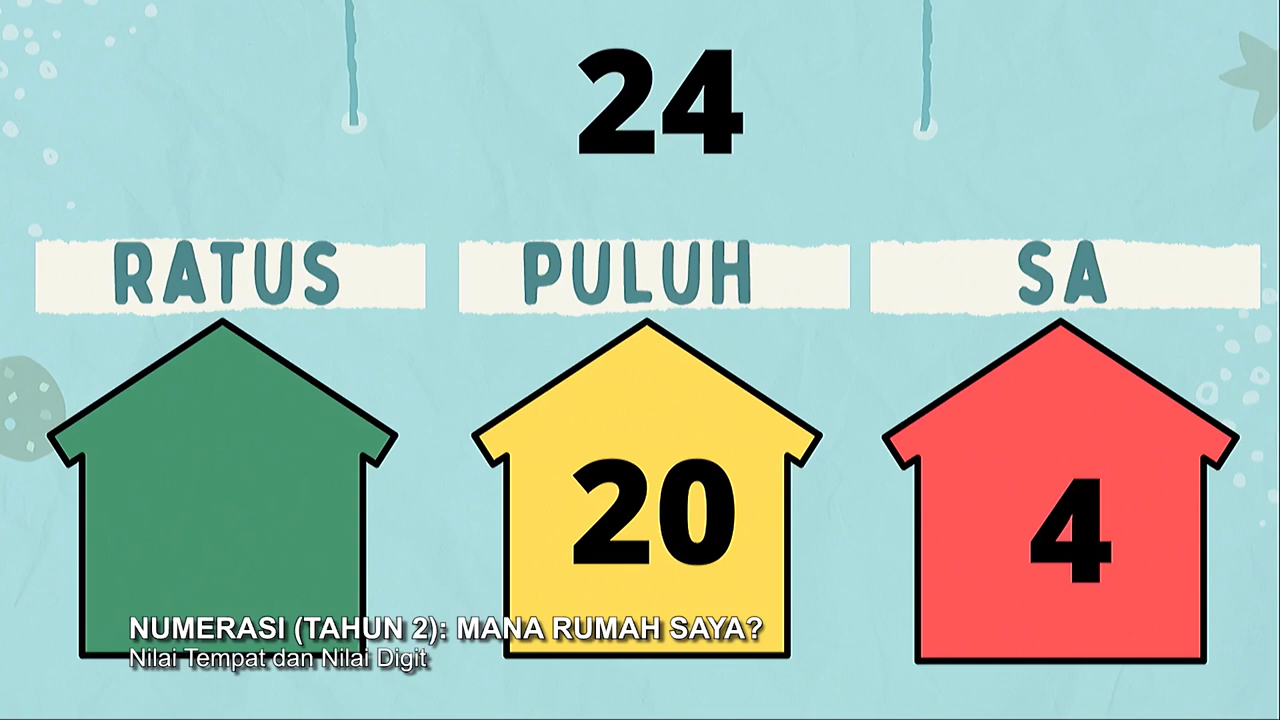 24
RATUS PULUH SA
20 4
NUMERASI (TAHUN 2): MANA RUMAH SAYA?
Nilai Tempat dan Nilai Digit